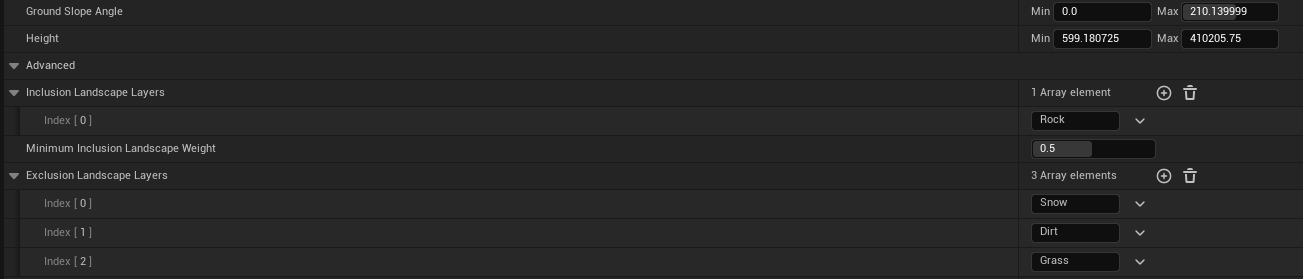 Ground Slope Angle Min 0.0 Max 210.139999
Height Min 599.180725 Max 410205.75
Advanced
Inclusion Landscape Layers 1 Array element
Index [ 0 ] Rock
Minimum Inclusion Landscape Weight 0.5
Exclusion Landscape Layers 3 Array elements
Index [ 0 ] Snow
Index [ 1 ] Dirt
Index [ 2 ] Grass